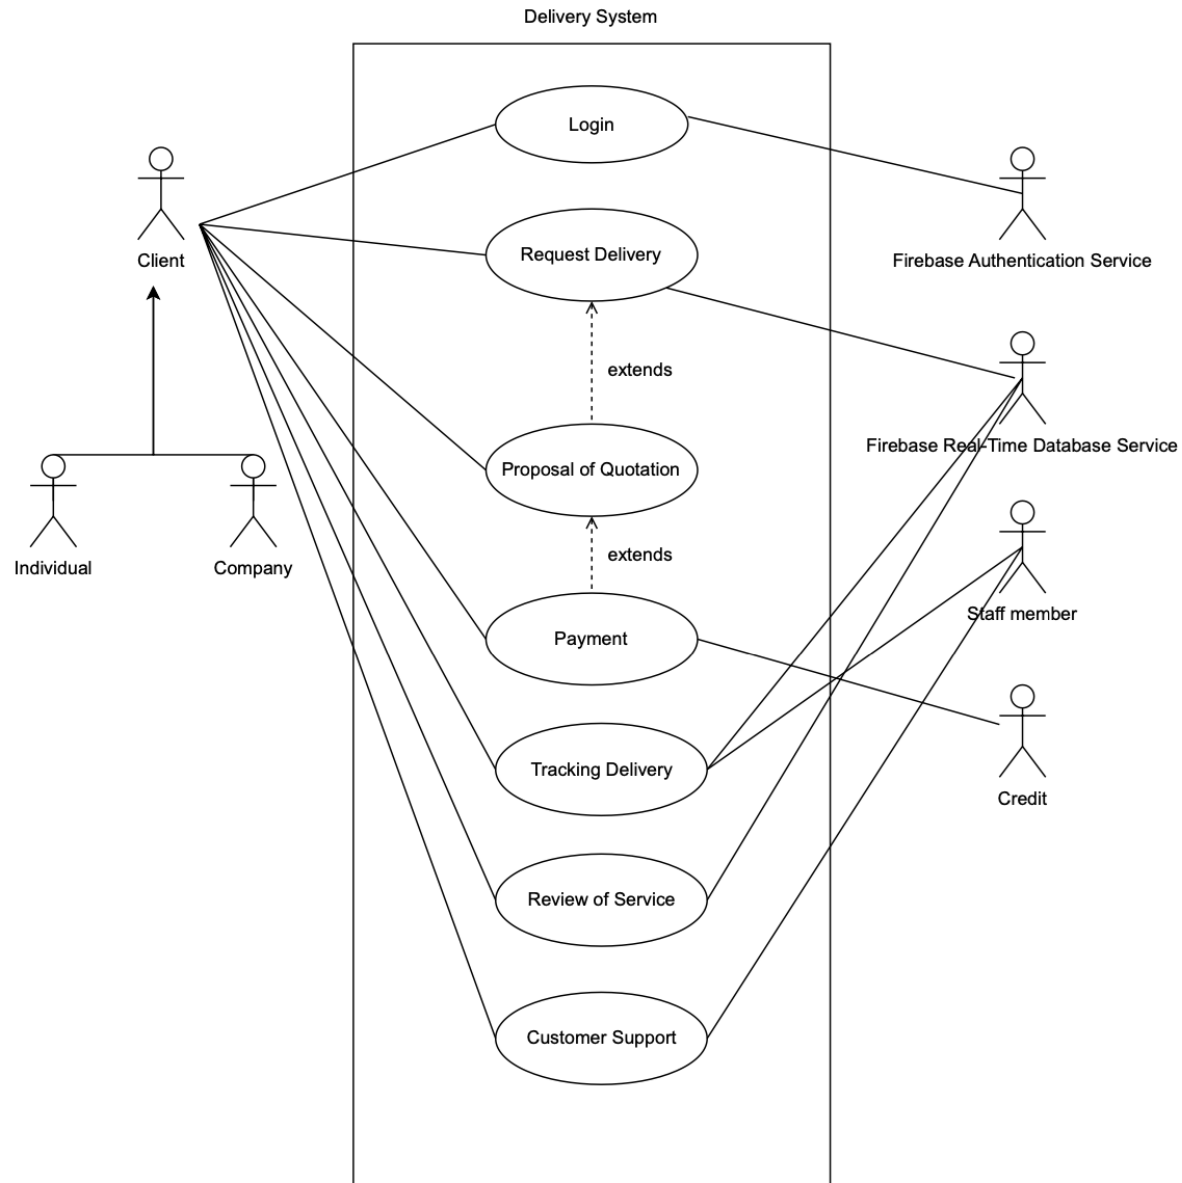 Delivery System
Login
Client
Firebase Authentication Service
Request Delivery
extends
Firebase Real-Time Database Service
Proposal of Quotation
Individual
Company
extends
Staff member
Payment
Tracking Delivery
Credit
Review of Service
Customer Support